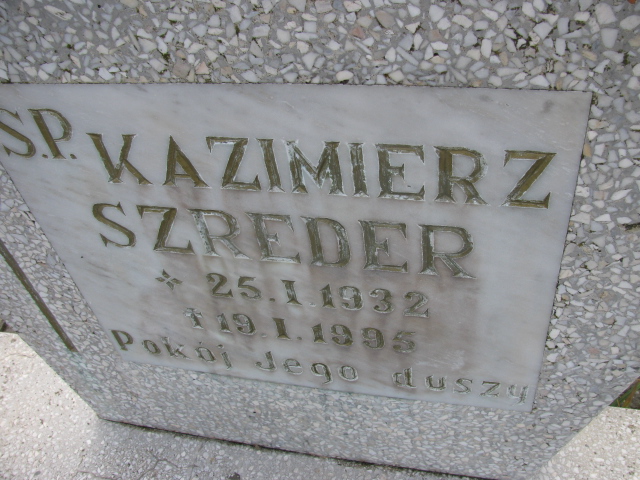 S.P. KAZIMIERZ
SZREDER
* 25.I.1932
† 19.I.1995
Pokój Jego duszy